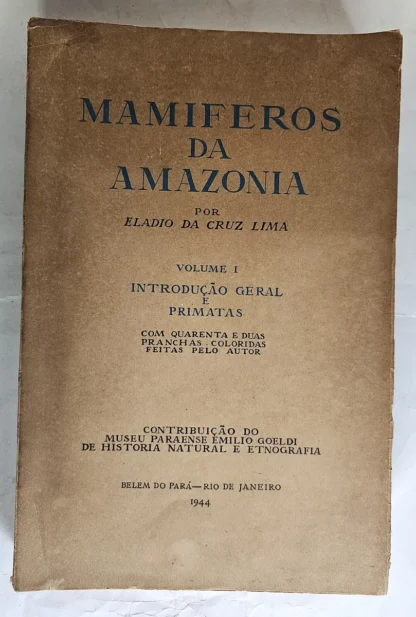 MAMIFEROS
DA
AMAZONIA
POR
ELADIO DA CRUZ LIMA
VOLUME I
INTRODUÇÃO GERAL
E
PRIMATAS
COM QUARENTA E DUAS
PRANCHAS COLORIDAS
FEITAS PELO AUTOR
CONTRIBUIÇÃO DO
MUSEU PARAENSE EMILIO GOELDI
DE HISTORIA NATURAL E ETNOGRAFIA
BELEM DO PARÁ—RIO DE JANEIRO
1944